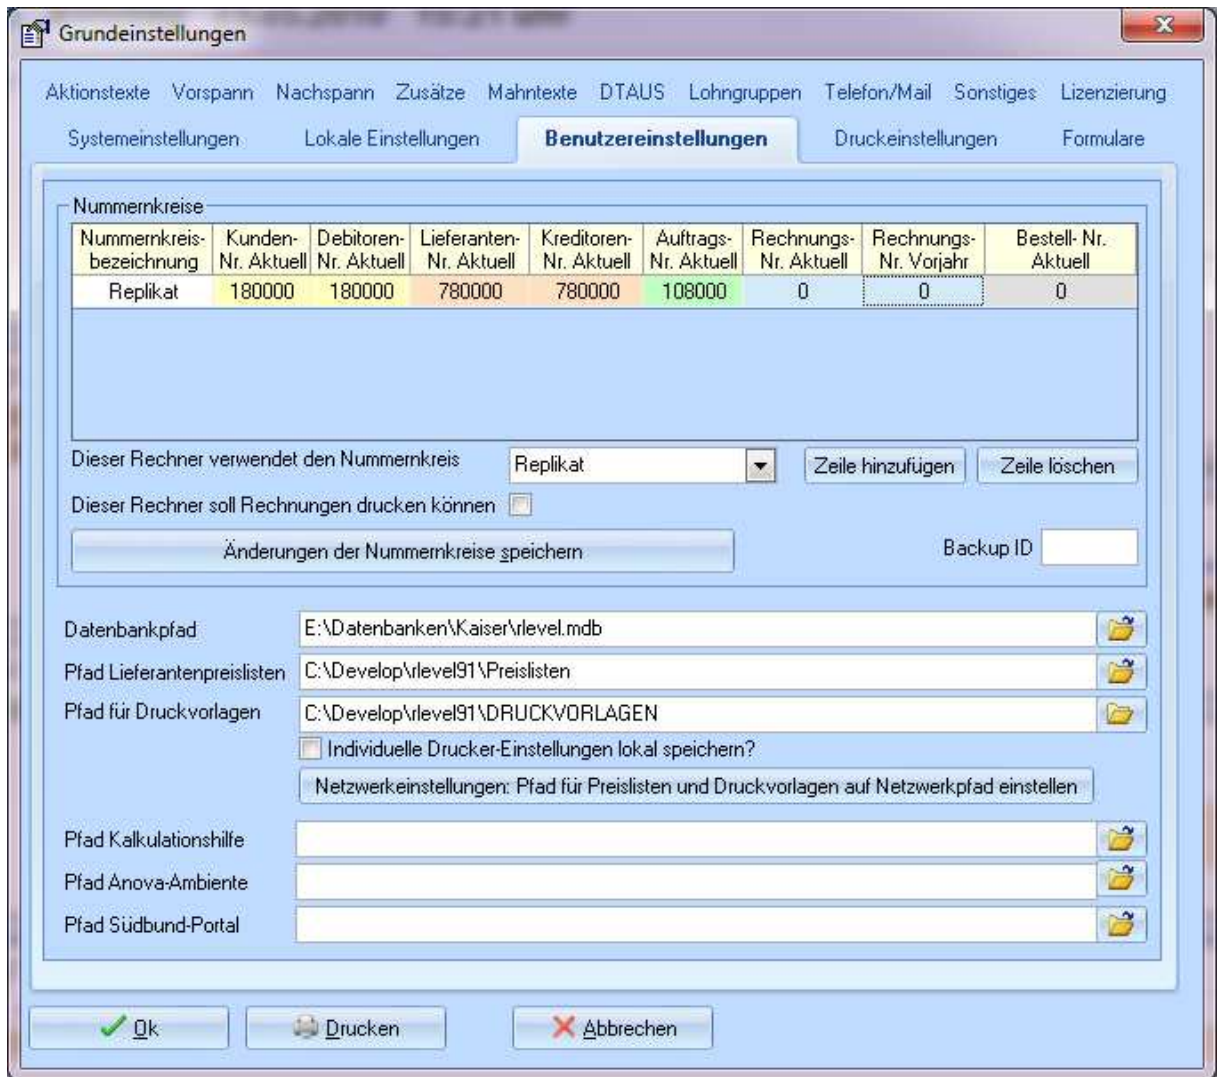 Grundeinstellungen
Aktionstexte Vorspann Nachspann Zusätze Mahntexte DTAUS Lohngruppen Telefon/Mail Sonstiges Lizenzierung
Systemeinstellungen Lokale Einstellungen Benutzereinstellungen Druckeinstellungen Formulare
Nummernkreise
Nummernkreis- Kunden- Debitoren- Lieferanten- Kreditoren- Auftrags- Rechnungs- Rechnungs- Bestell- Nr.
bezeichnung Nr. Aktuell Nr. Aktuell Nr. Aktuell Nr. Aktuell Nr. Aktuell Nr. Aktuell Nr. Vorjahr Aktuell
Replikat 180000 180000 780000 780000 108000 0 0 0
Dieser Rechner verwendet den Nummernkreis Replikat Zeile hinzufügen Zeile löschen
Dieser Rechner soll Rechnungen drucken können
Änderungen der Nummernkreise speichern Backup ID
Datenbankpfad E:\Datenbanken\Kaiser\rlevel.mdb
Pfad Lieferantenpreislisten C:\Develop\rlevel91\Preislisten
Pfad für Druckvorlagen C:\Develop\rlevel91\DRUCKVORLAGEN
Individuelle Drucker-Einstellungen lokal speichern?
Netzwerkeinstellungen: Pfad für Preislisten und Druckvorlagen auf Netzwerkpfad einstellen
Pfad Kalkulationshilfe
Pfad Anova-Ambiente
Pfad Südbund-Portal
Ok Drucken Abbrechen